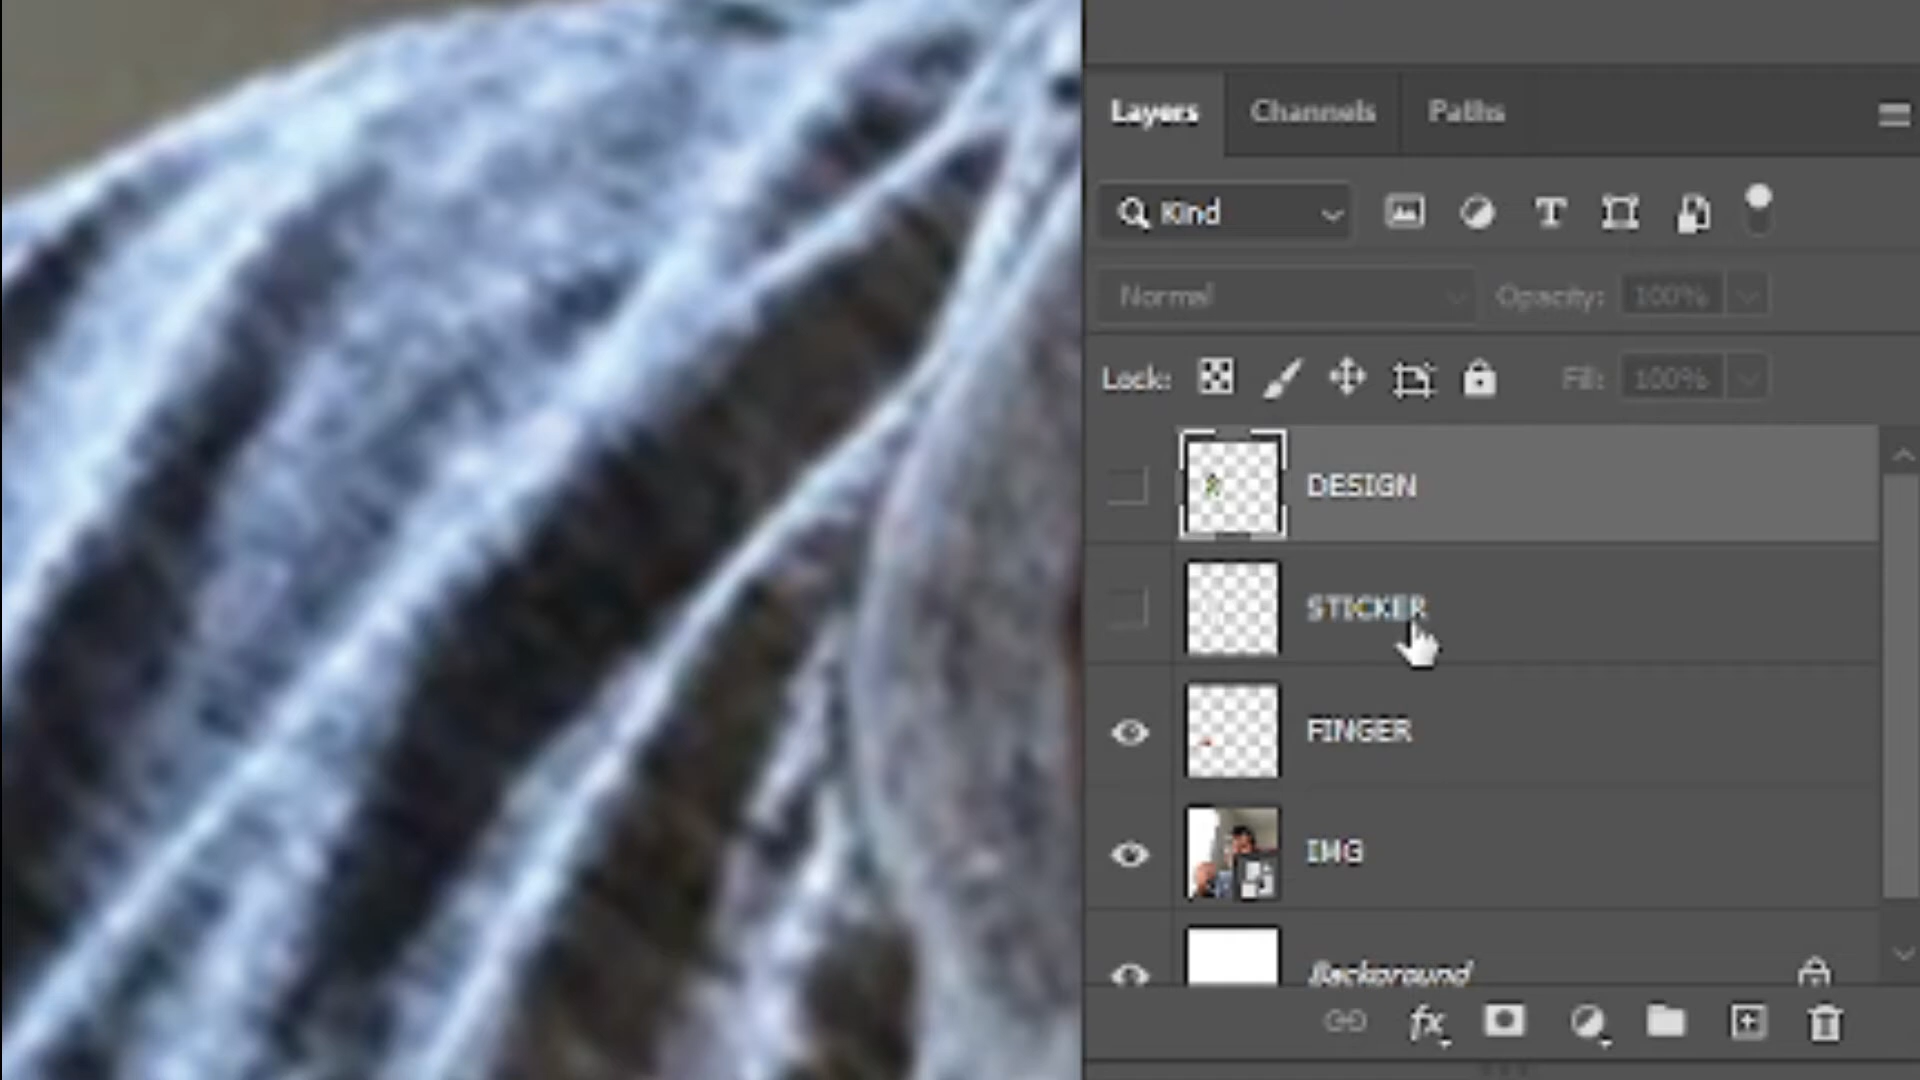 Layers Channels Paths
Kind
Normal Opacity: 100%
Lock: Fill: 100%
DESIGN
STICKER
FINGER
IMG
Background
fx